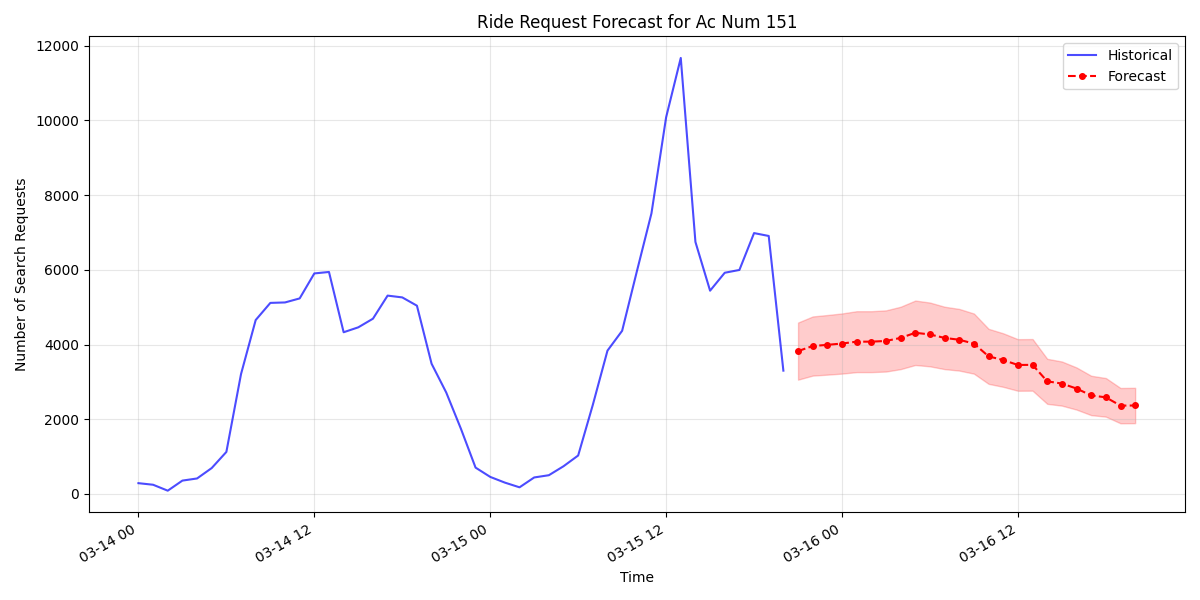 Ride Request Forecast for Ac Num 151
Historical
Forecast
Number of Search Requests
12000
10000
8000
6000
4000
2000
0
03-14 00
03-14 12
03-15 00
03-15 12
03-16 00
03-16 12
Time